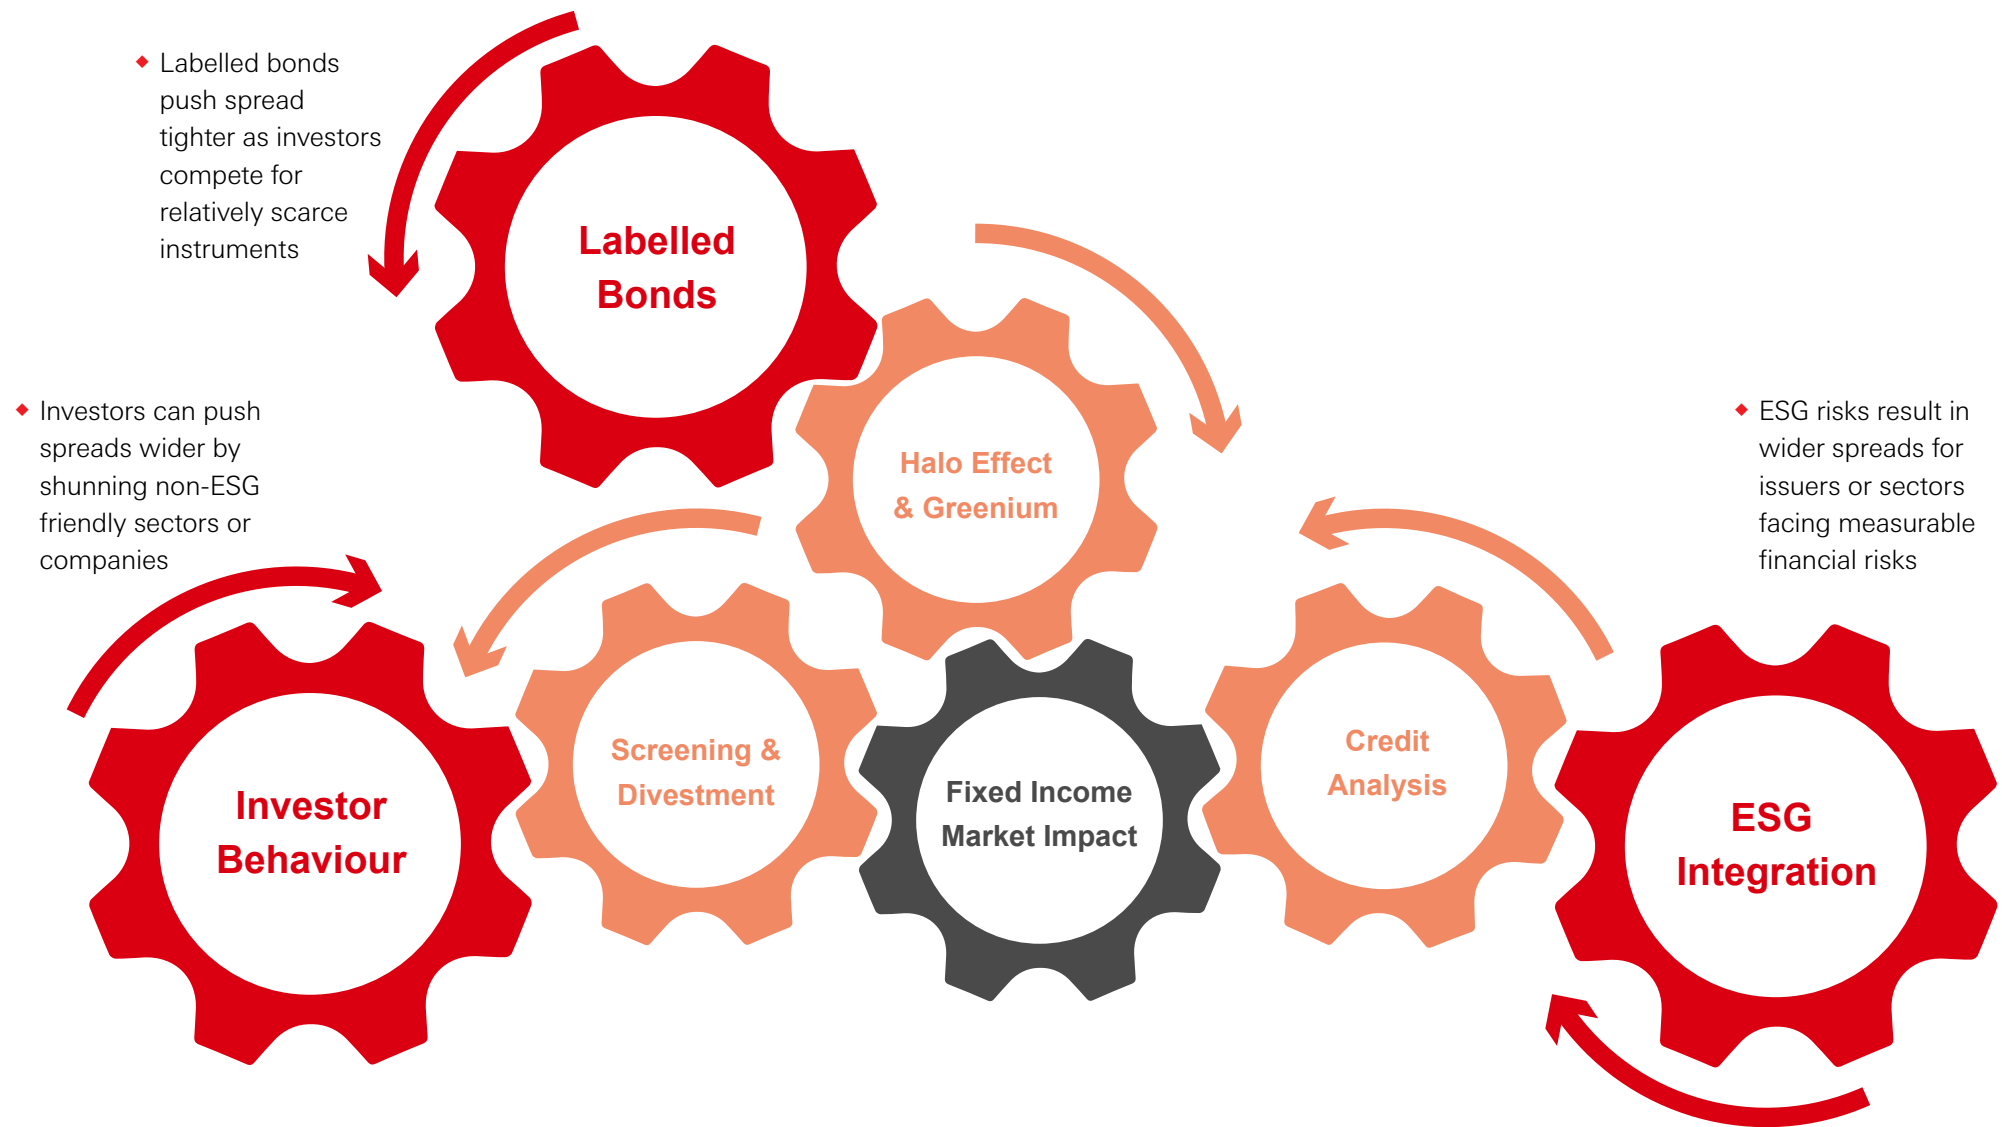 Labelled bonds
push spread
tighter as investors
compete for
relatively scarce
instruments
Labelled
Bonds
Investors can push
spreads wider by
shunning non-ESG
friendly sectors or
companies
Halo Effect
& Greenium
ESG risks result in
wider spreads for
issuers or sectors
facing measurable
financial risks
Investor
Behaviour
Screening &
Divestment
Fixed Income
Market Impact
Credit
Analysis
ESG
Integration